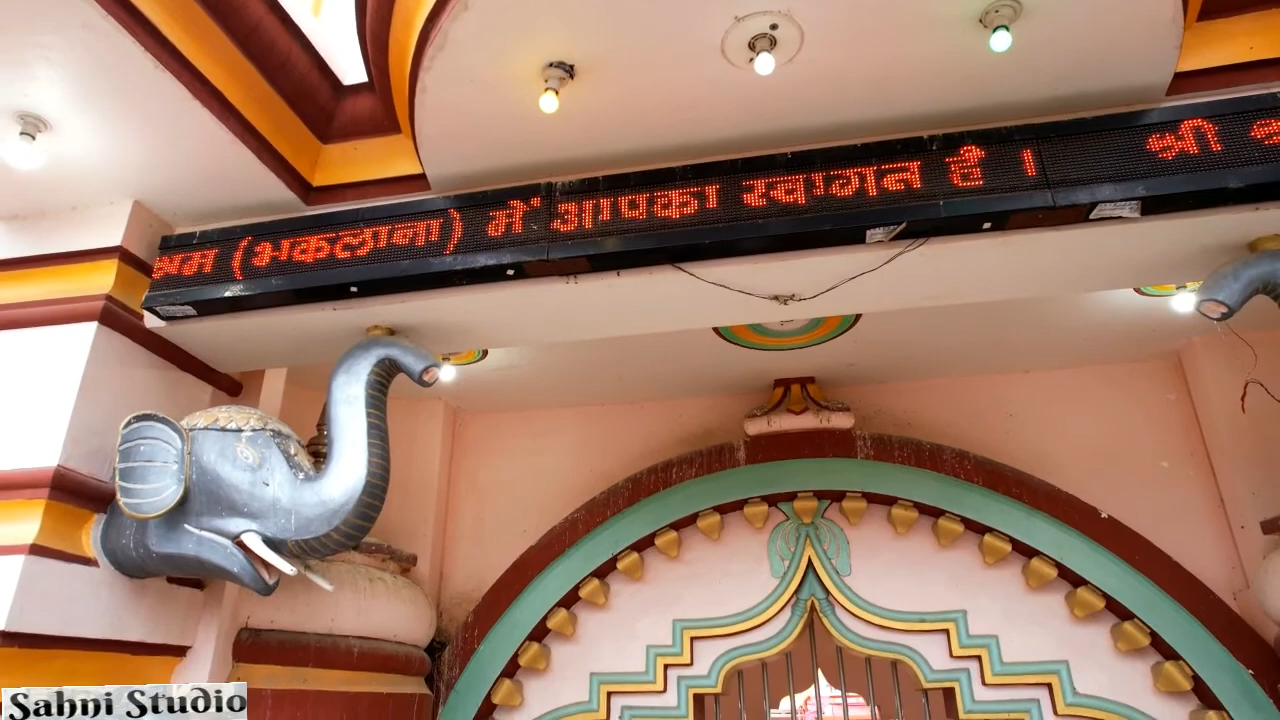 (भकलाना) में आपका स्वागत है । श्री
Sahni Studio